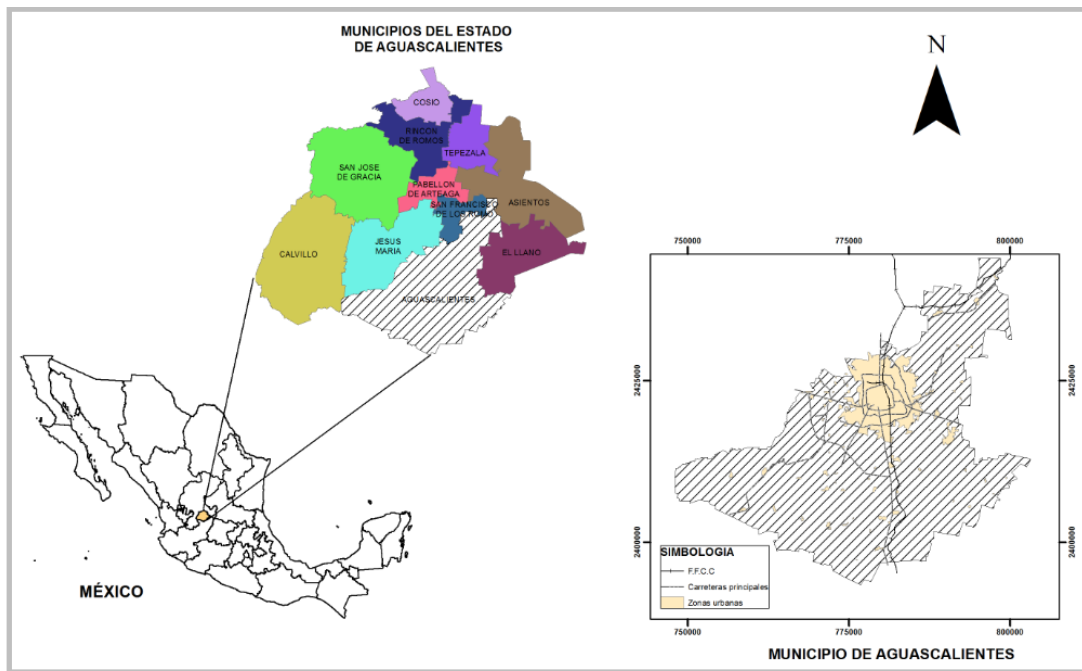 MUNICIPIOS DEL ESTADO
DE AGUASCALIENTES
N
COSIO
RINCON
DE ROMOS
TEPEZALA
SAN JOSE
DE GRACIA
PABELLON
DE ARTEAGA
SAN FRANCISCO
DE LOS ROMO
ASIENTOS
JESUS
MARIA
CALVILLO
EL LLANO
AGUASCALIENTES
MÉXICO
750000
775000
800000
2425000
2425000
2400000
2400000
SIMBOLOGIA
F.F.C.C
Carreteras principales
Zonas urbanas
750000
775000
800000
MUNICIPIO DE AGUASCALIENTES